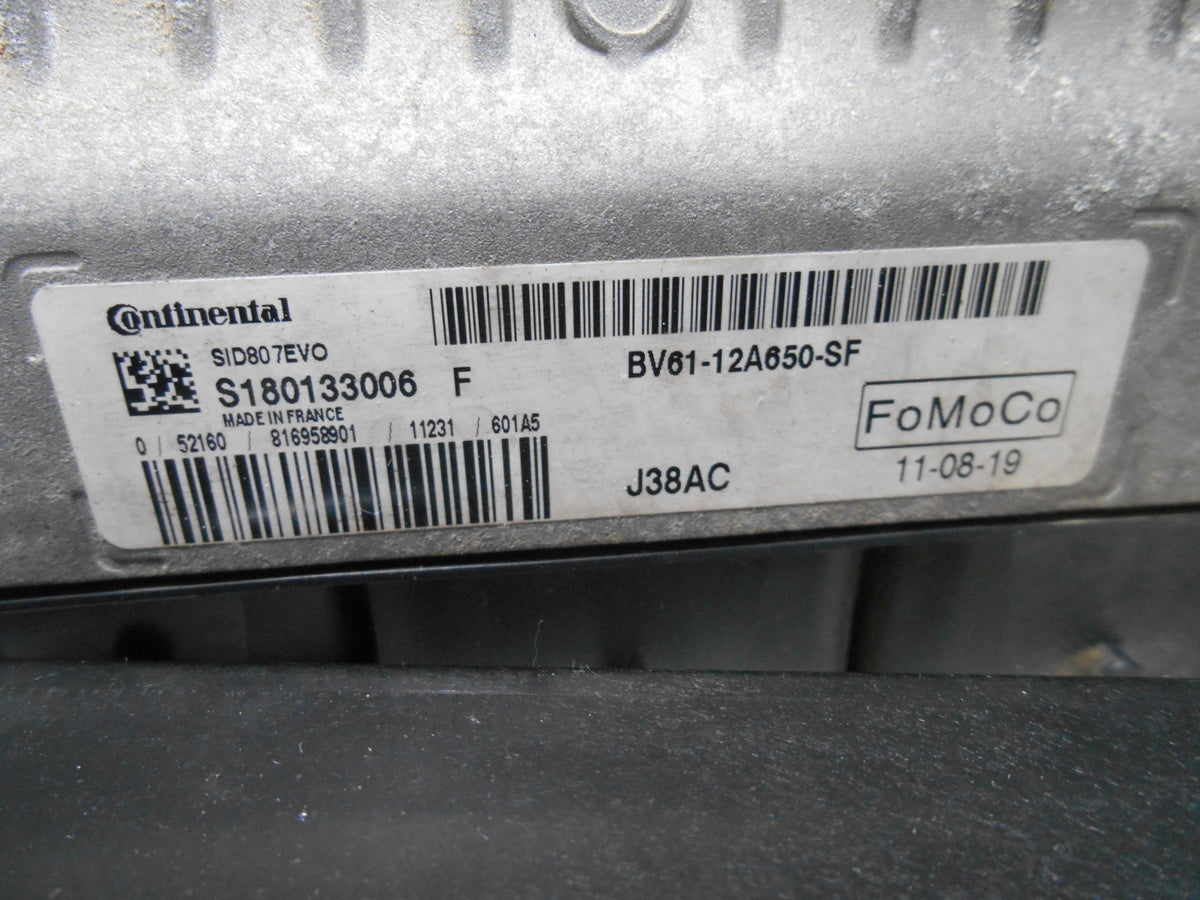 Continental
SID807EVO
S180133006 F
MADE IN FRANCE
0 / 52160 / 816958901 / 11231 / 601A5
BV61-12A650-SF
FoMoCo
J38AC
11-08-19